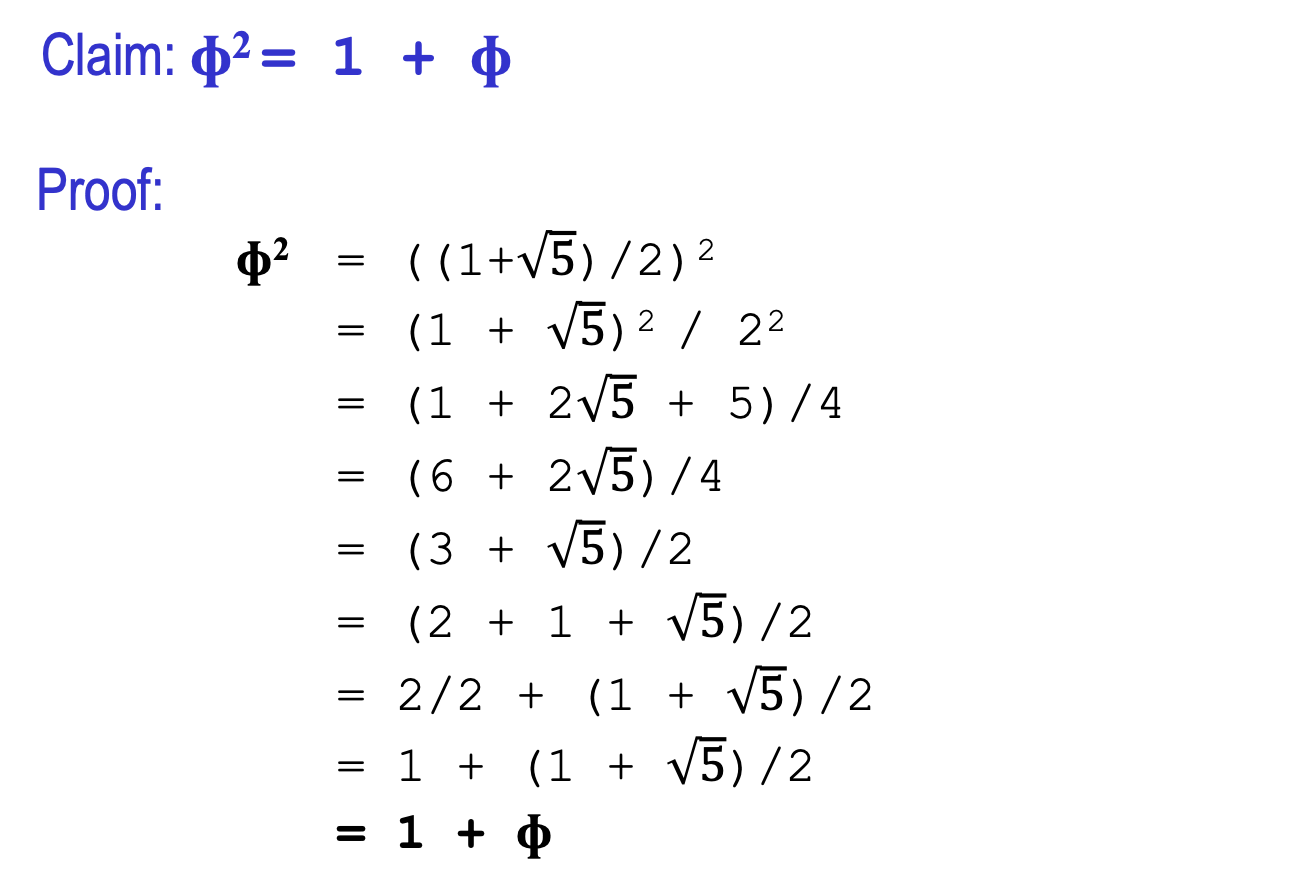 Claim: ϕ²= 1 + ϕ
Proof:
ϕ² = ((1+√5)/2)²
= (1 + √5)² / 2²
= (1 + 2√5 + 5)/4
= (6 + 2√5)/4
= (3 + √5)/2
= (2 + 1 + √5)/2
= 2/2 + (1 + √5)/2
= 1 + (1 + √5)/2
= 1 + ϕ